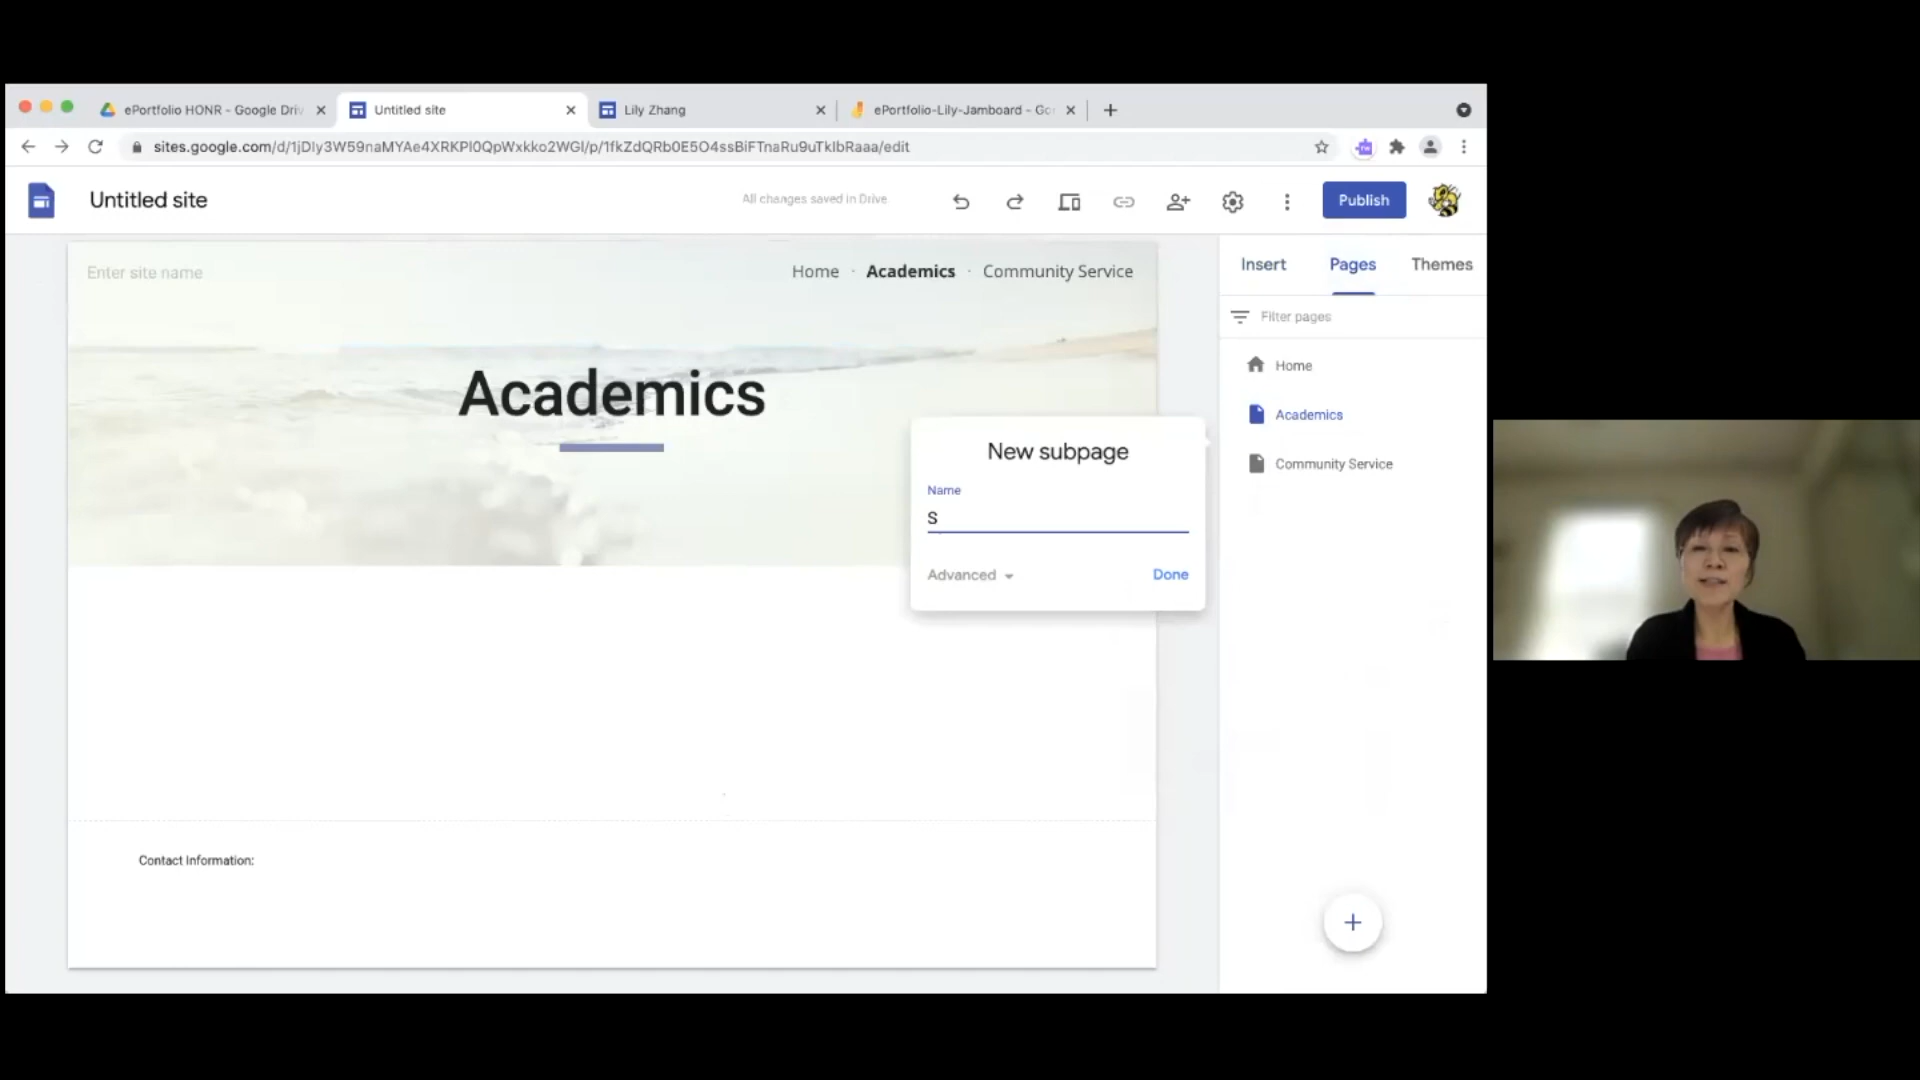 ePortfolio HONR - Google Driv
Untitled site
Lily Zhang
ePortfolio-Lily-Jamboard - Go
sites.google.com/d/1jDIy3W59naMYAe4XRKPI0QpWxkko2WGI/p/1fkZdQRb0E5O4ssBiFTnaRu9uTkIbRaaa/edit
Untitled site
All changes saved in Drive
Publish
Enter site name
Home · Academics · Community Service
Insert
Pages
Themes
Filter pages
Home
Academics
Community Service
Academics
New subpage
Name
S
Advanced
Done
Contact Information: